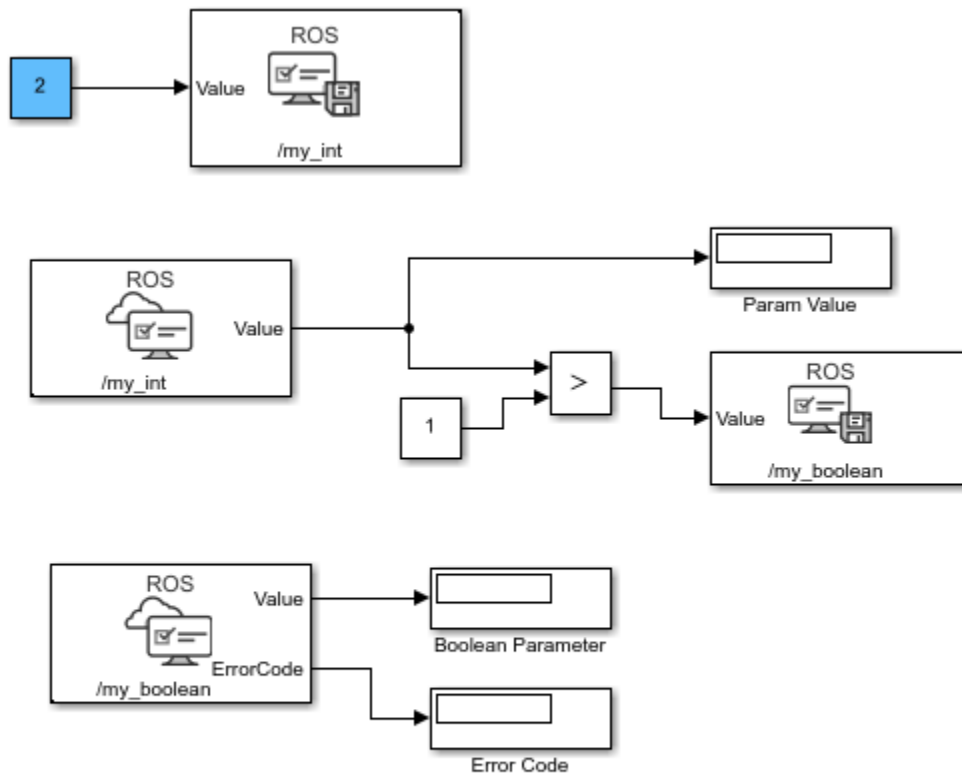 ROS
2
Value
/my_int
ROS
Value
/my_int
Param Value
>
1
ROS
Value
/my_boolean
ROS
Value
ErrorCode
/my_boolean
Boolean Parameter
Error Code